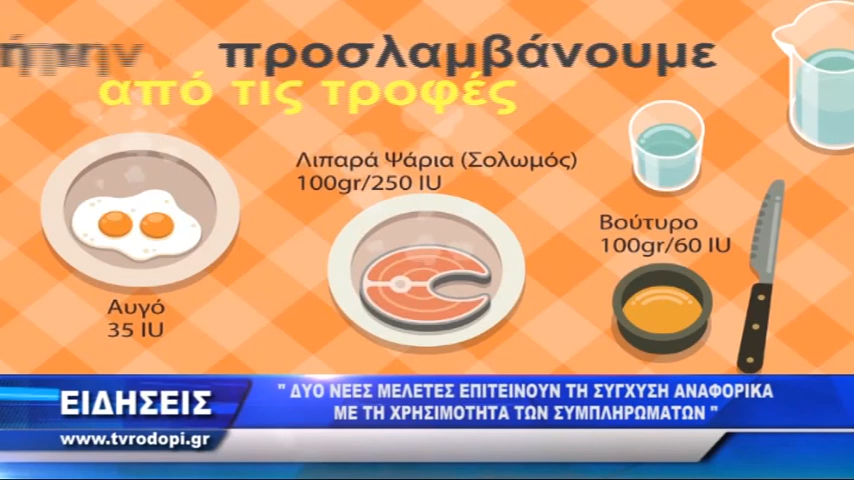 προσλαμβάνουμε
από τις τροφές
Λιπαρά Ψάρια (Σολωμός)
100gr/250 IU
Βούτυρο
100gr/60 IU
Αυγό
35 IU
ΕΙΔΗΣΕΙΣ
www.tvrodopi.gr
" ΔΥΟ ΝΕΕΣ ΜΕΛΕΤΕΣ ΕΠΙΤΕΙΝΟΥΝ ΤΗ ΣΥΓΧΥΣΗ ΑΝΑΦΟΡΙΚΑ
ΜΕ ΤΗ ΧΡΗΣΙΜΟΤΗΤΑ ΤΩΝ ΣΥΜΠΛΗΡΩΜΑΤΩΝ "